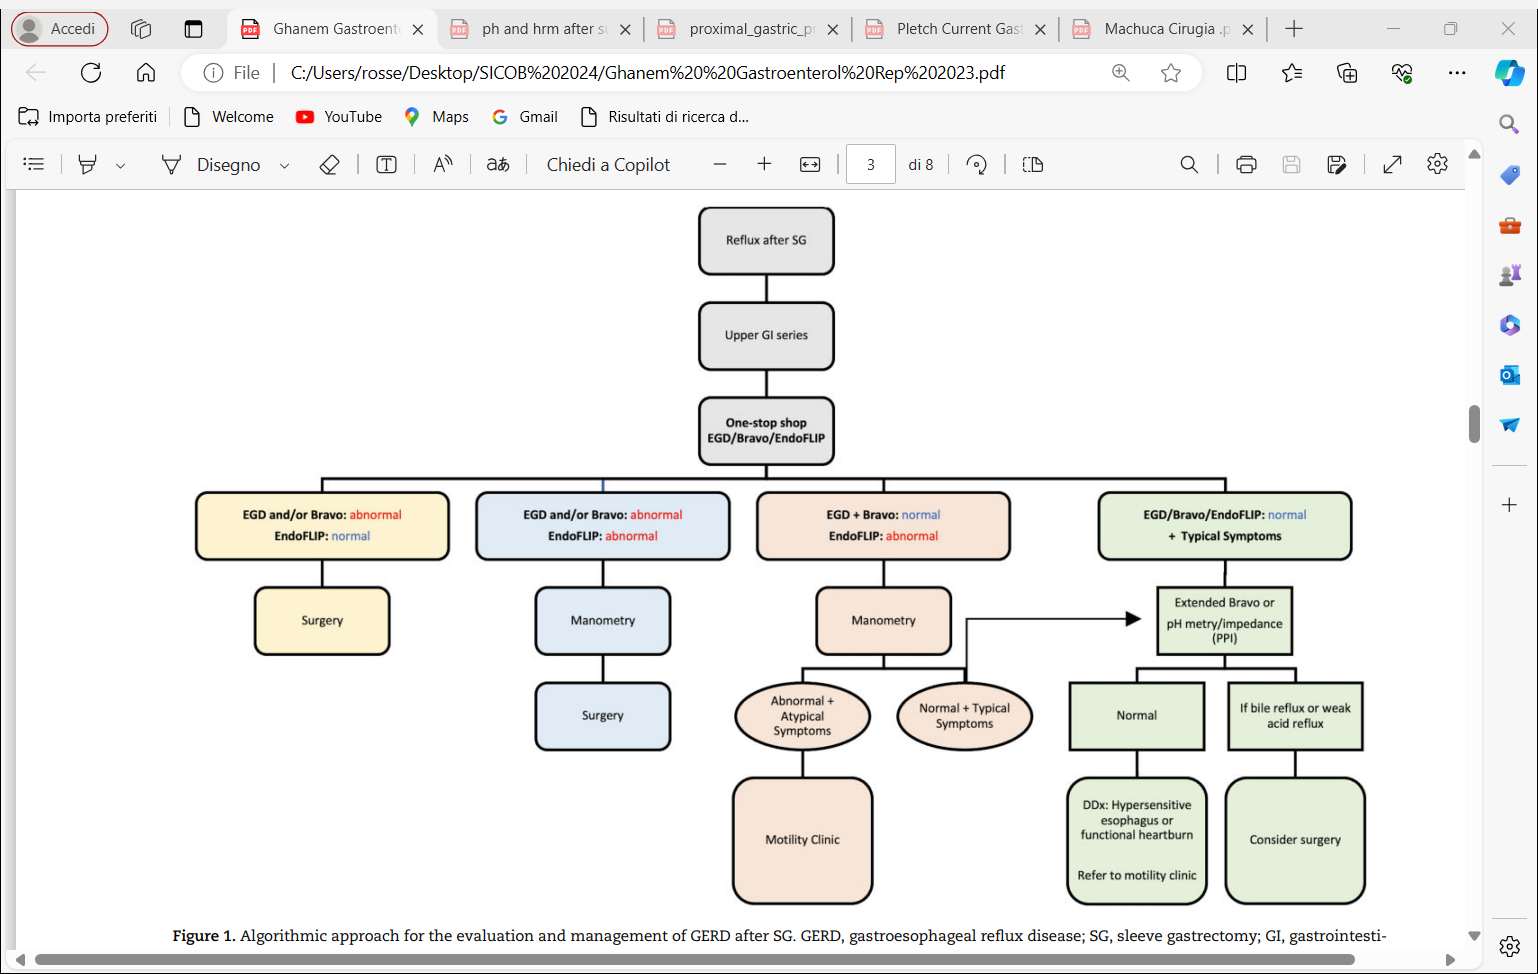 Accedi
Ghanem Gastroent
ph and hrm after s
proximal_gastric_p
Pletch Current Gast
Machuca Cirugia .p
File
C:/Users/rosse/Desktop/SICOB%202024/Ghanem%20%20Gastroenterol%20Rep%202023.pdf
Importa preferiti
Welcome
YouTube
Maps
Gmail
Risultati di ricerca d...
Disegno
Chiedi a Copilot
3
di 8
Reflux after SG
Upper GI series
One-stop shop
EGD/Bravo/EndoFLIP
EGD and/or Bravo: abnormal
EndoFLIP: normal
EGD and/or Bravo: abnormal
EndoFLIP: abnormal
EGD + Bravo: normal
EndoFLIP: abnormal
EGD/Bravo/EndoFLIP: normal
+ Typical Symptoms
Surgery
Manometry
Manometry
Extended Bravo or
pH metry/impedance
(PPI)
Surgery
Abnormal +
Atypical
Symptoms
Normal + Typical
Symptoms
Normal
If bile reflux or weak
acid reflux
Motility Clinic
DDx: Hypersensitive
esophagus or
functional heartburn
Refer to motility clinic
Consider surgery
Figure 1. Algorithmic approach for the evaluation and management of GERD after SG. GERD, gastroesophageal reflux disease; SG, sleeve gastrectomy; GI, gastrointesti-